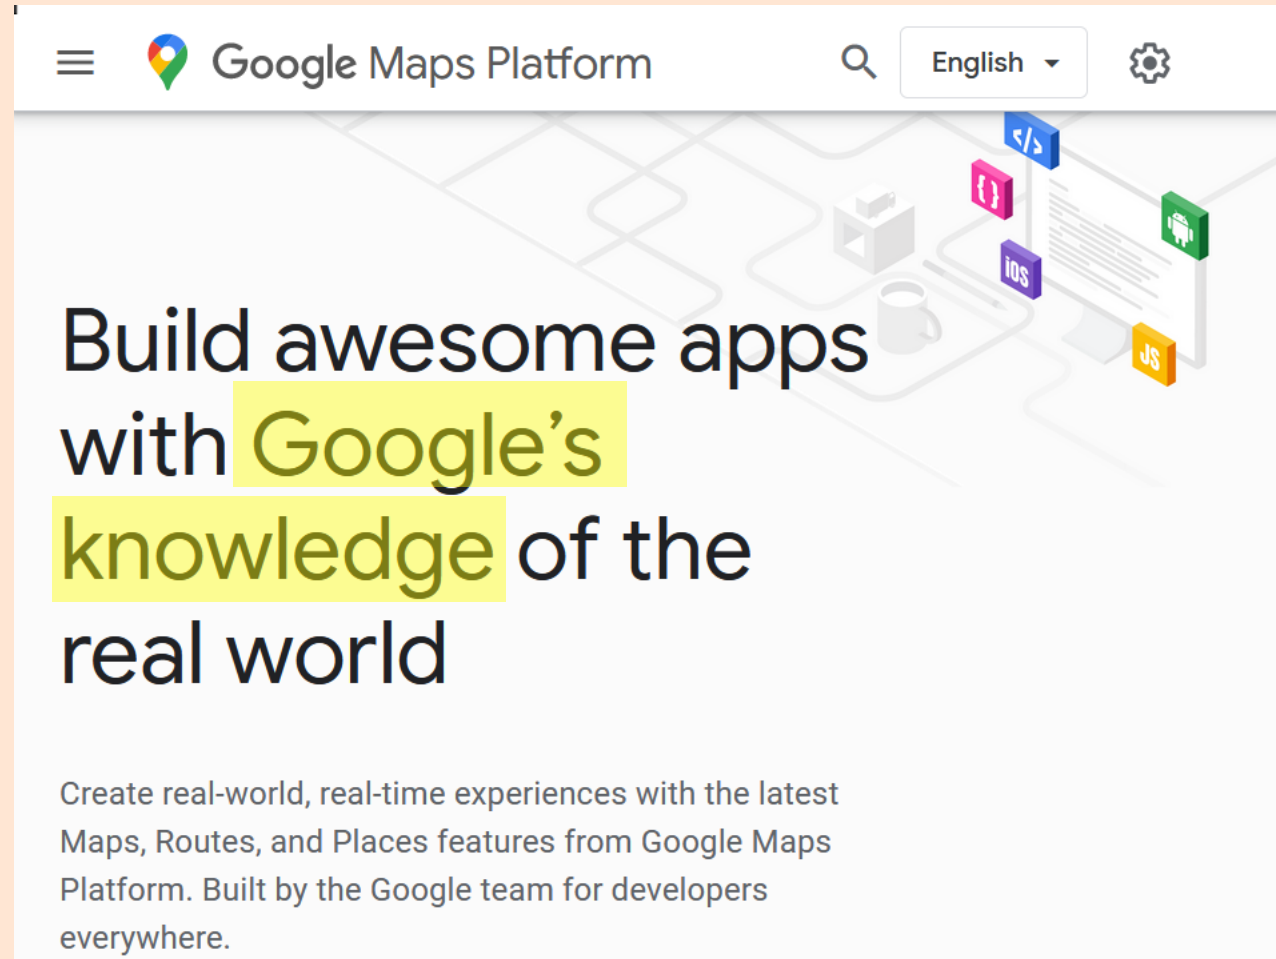 Google Maps Platform
English
</>
{}
iOS
JS
Build awesome apps
with Google’s
knowledge of the
real world
Create real-world, real-time experiences with the latest
Maps, Routes, and Places features from Google Maps
Platform. Built by the Google team for developers
everywhere.